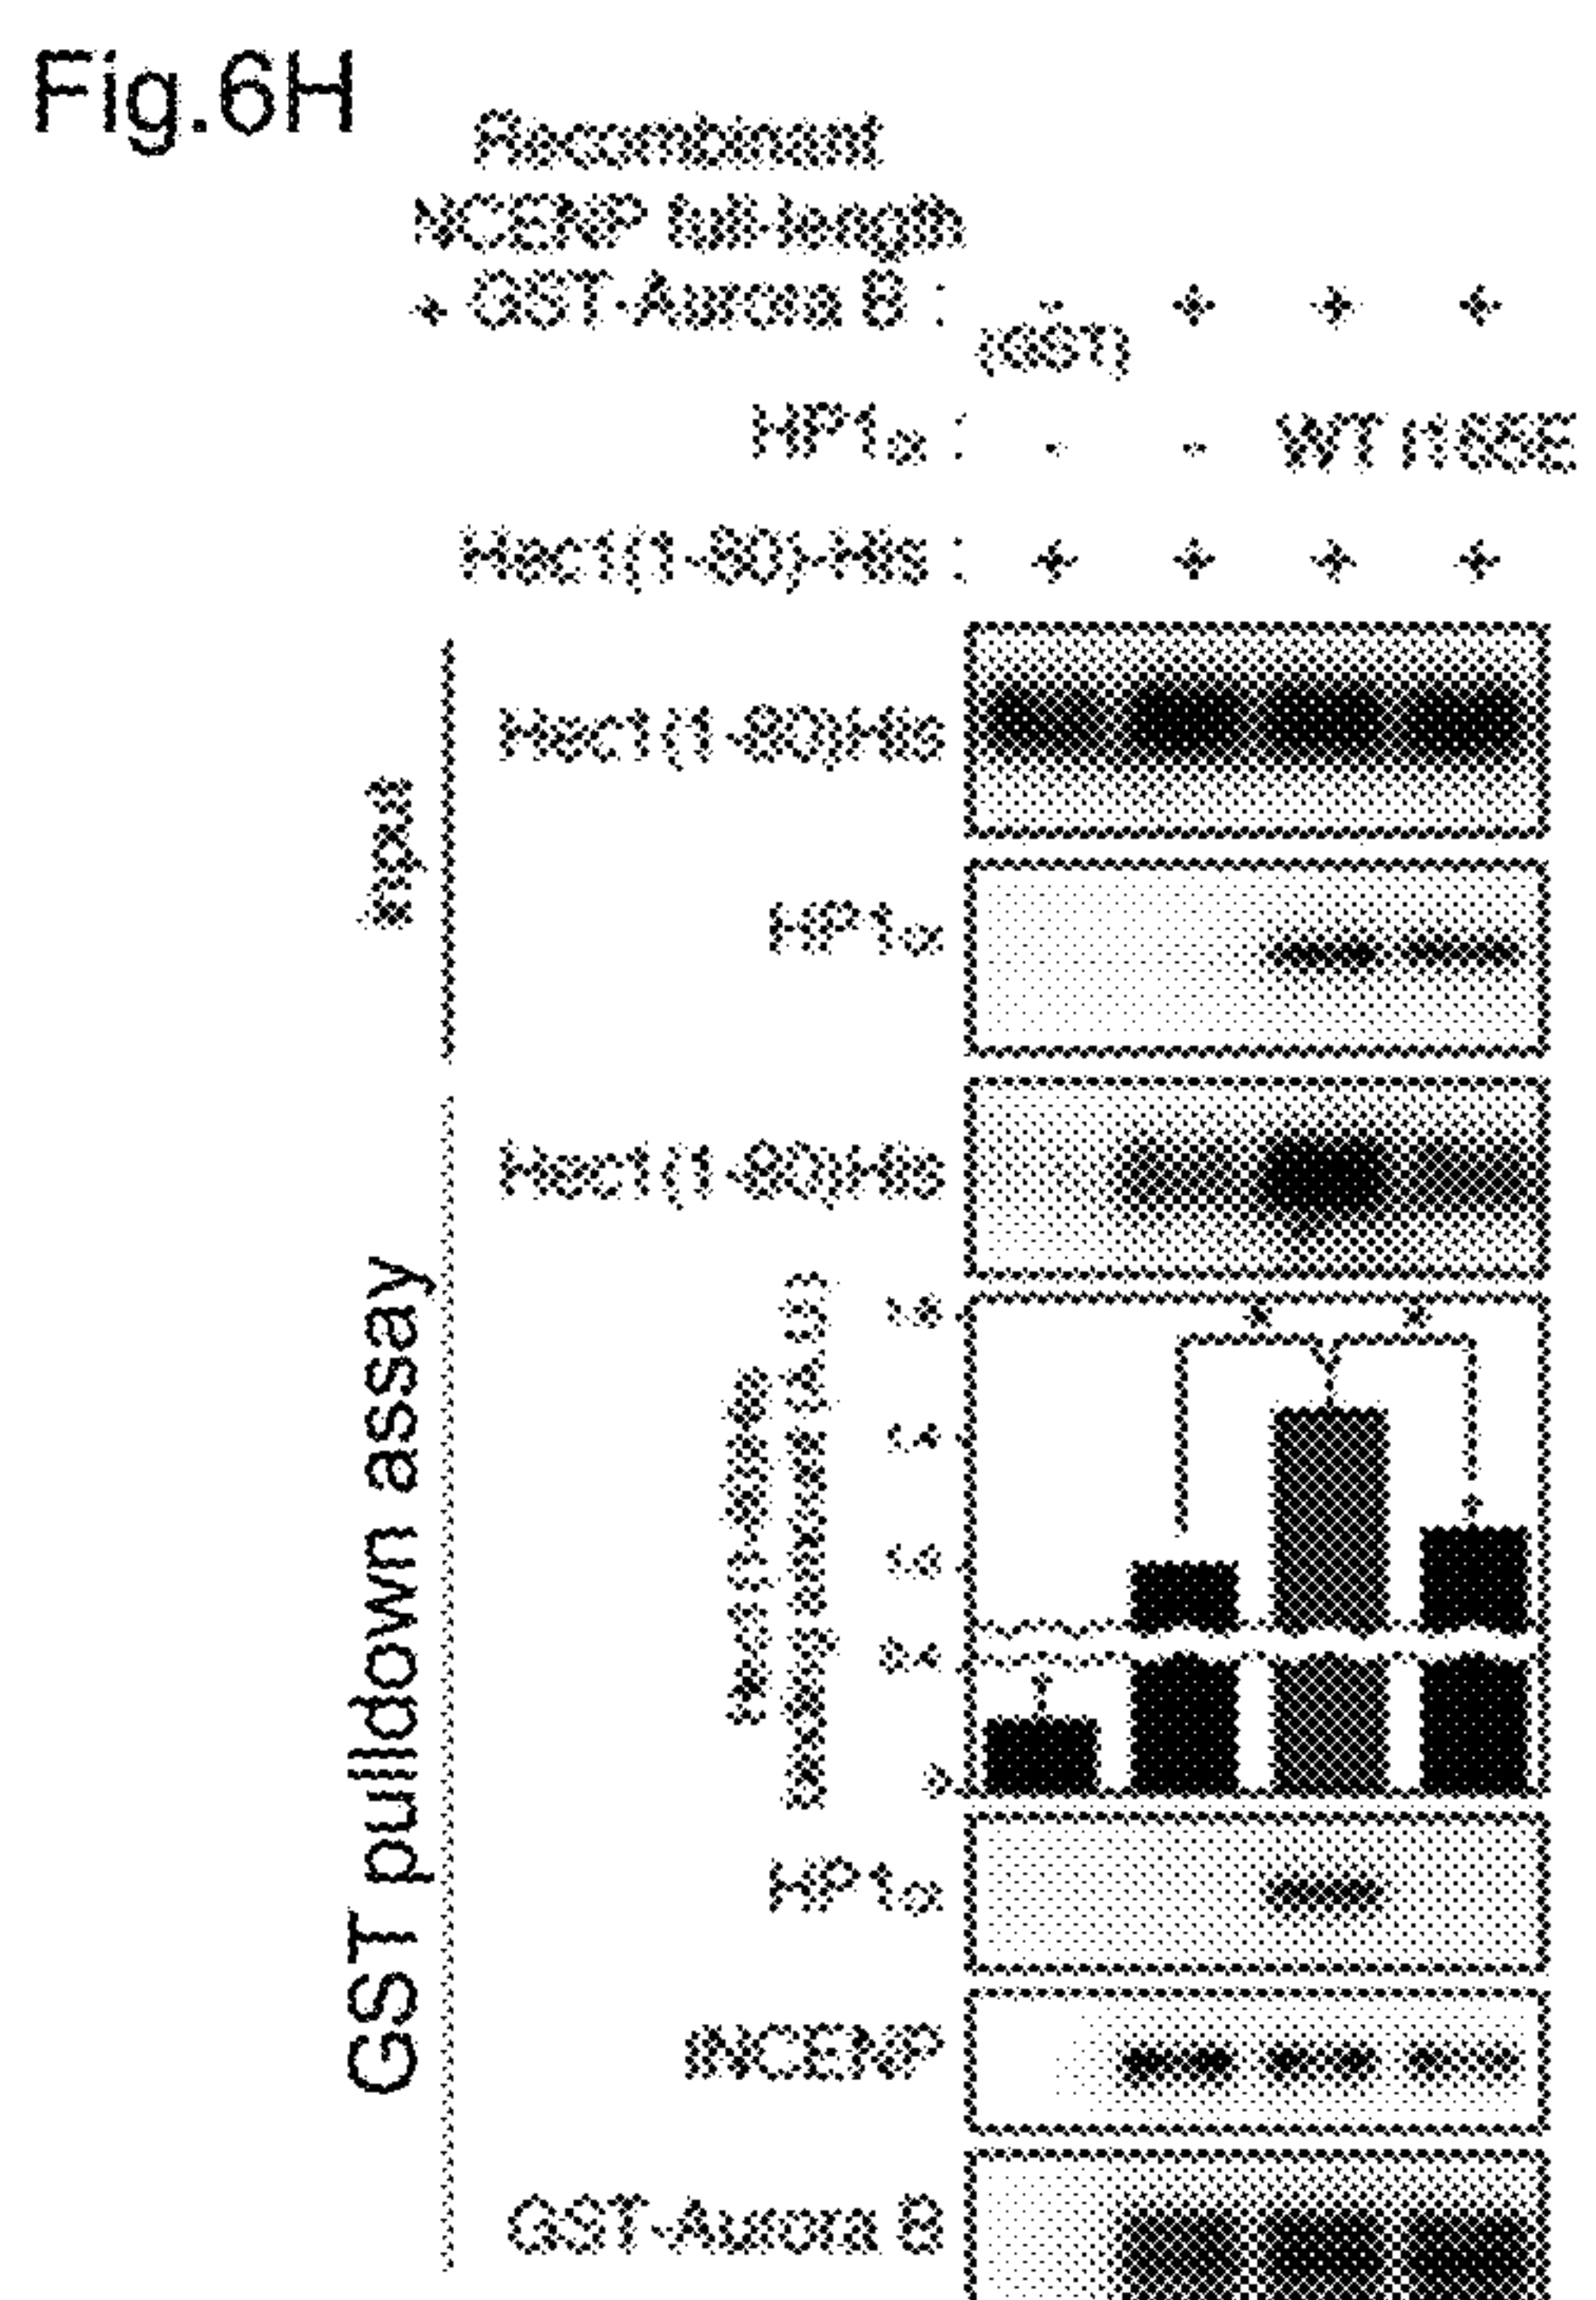 Fig.6H
Recombinant
INCENP full-length
+ GST-Aurora B : - + + +
(GST)
HP1α : - - WT I165E
Hec1(1-80)-His : + + + +
Input
Hec1(1-80)His
HP1α
GST pulldown assay
Hec1(1-80)His
HP1α
INCENP
GST-Aurora B